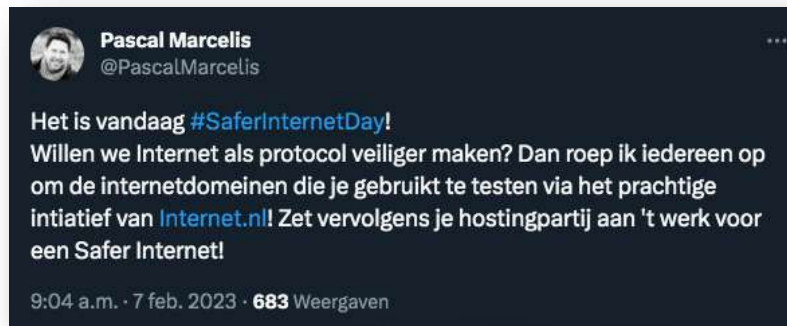 Pascal Marcelis
@PascalMarcelis
Het is vandaag #SaferInternetDay!
Willen we Internet als protocol veiliger maken? Dan roep ik iedereen op
om de internetdomeinen die je gebruikt te testen via het prachtige
intiatief van Internet.nl! Zet vervolgens je hostingpartij aan 't werk voor
een Safer Internet!
9:04 a.m. · 7 feb. 2023 · 683 Weergaven